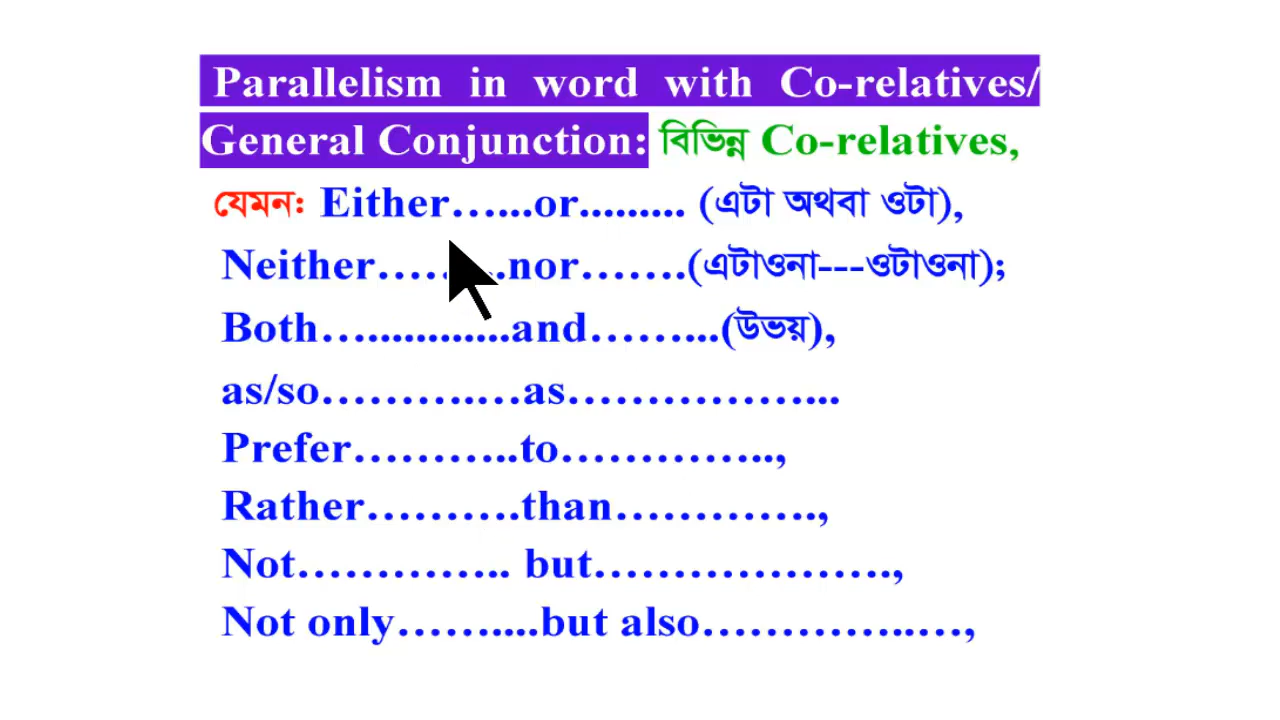 Parallelism in word with Co-relatives/
General Conjunction: বিভিন্ন Co-relatives,
যেমন: Either…...or......... (এটা অথবা ওটা),
Neither…….nor…….(এটাওনা---ওটাওনা);
Both…............and……...(উভয়),
as/so……….…as………………...
Prefer………..to…………..,
Rather……….than………….,
Not………….. but………………….,
Not only……....but also…………..…,